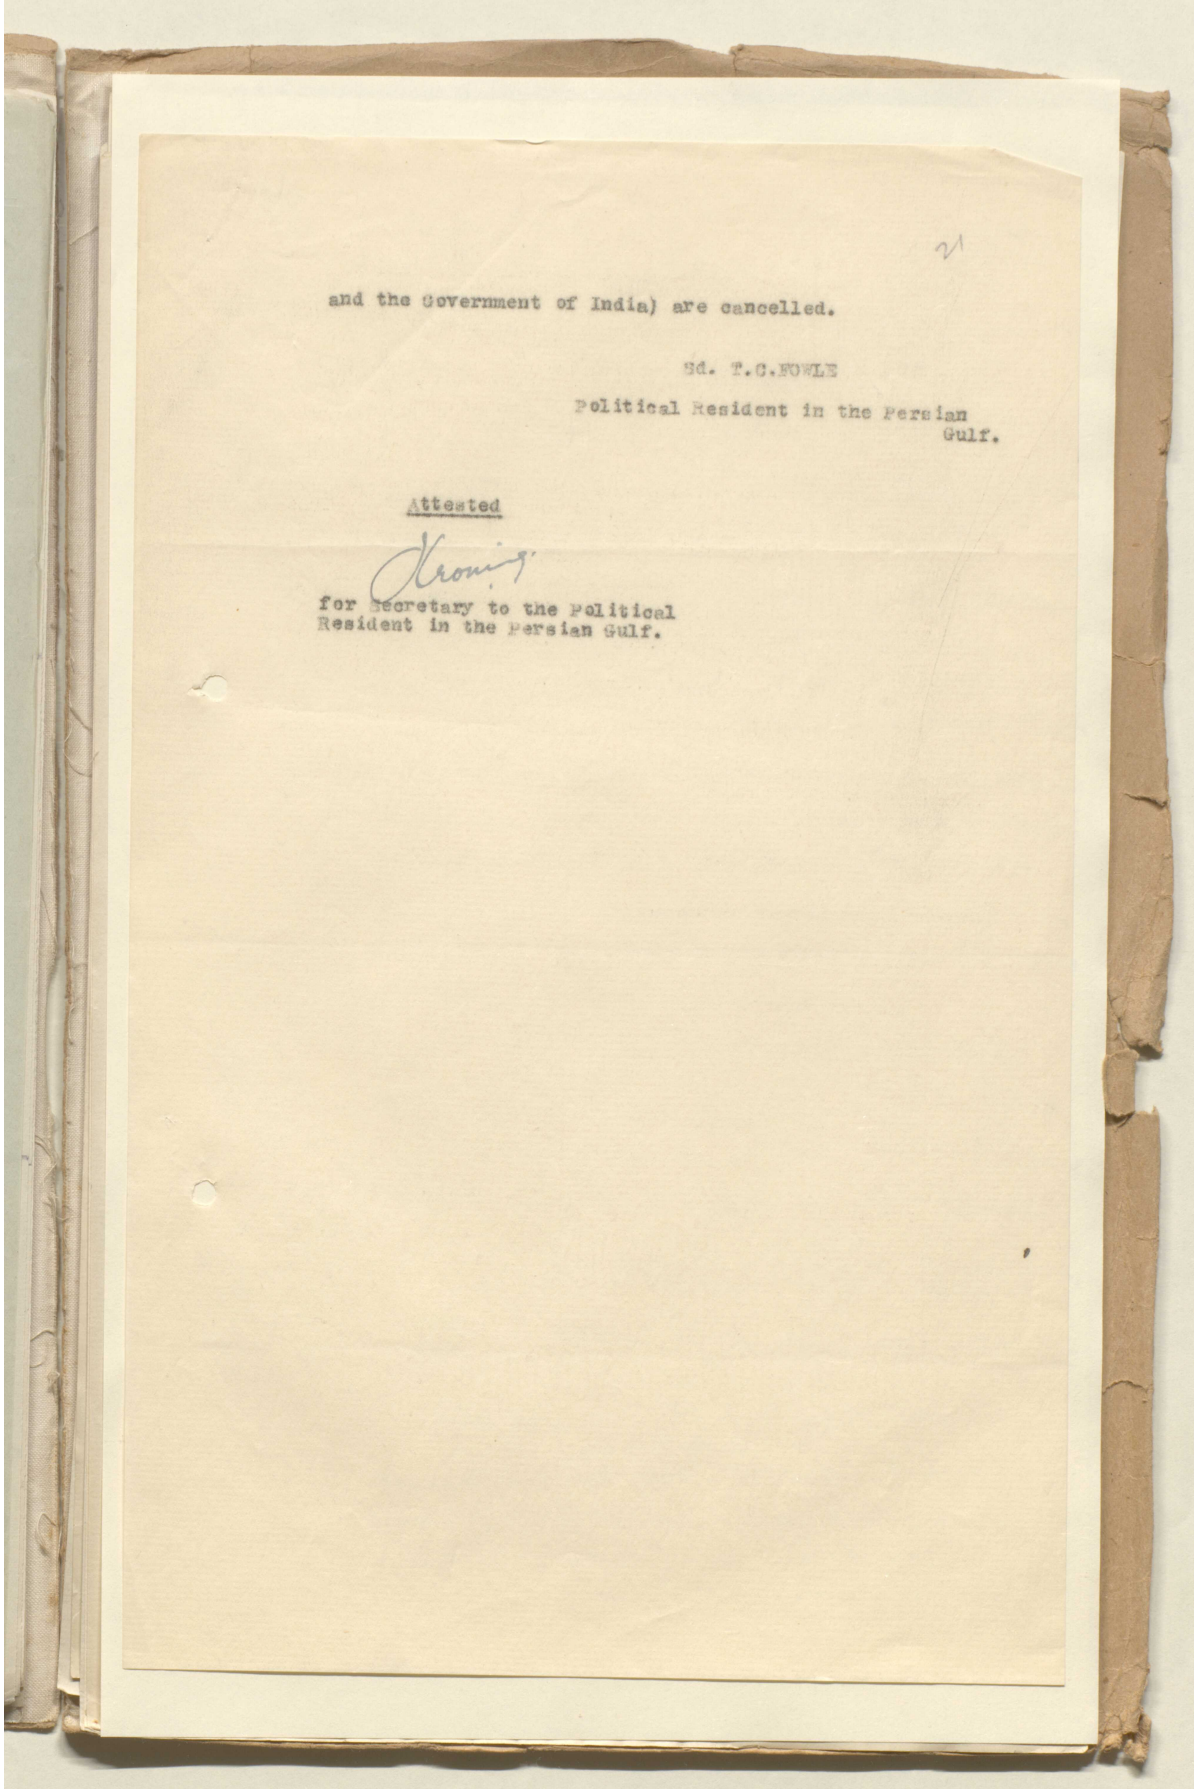 21
and the Government of India) are cancelled.
Sd. T.C.FOWLE
Political Resident in the Persian
Gulf.
Attested
for Secretary to the Political
Resident in the Persian Gulf.